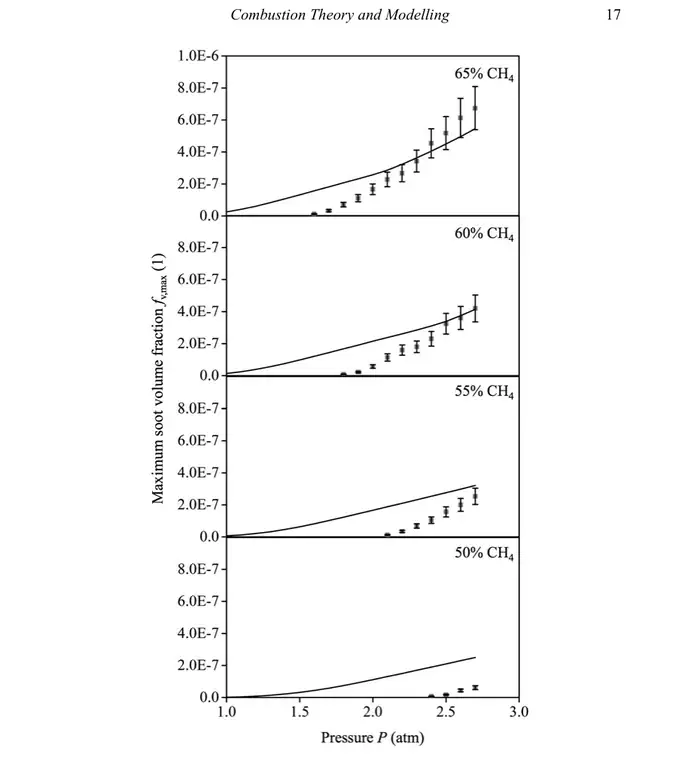 Combustion Theory and Modelling 17
1.0E-6
65% CH4
8.0E-7
6.0E-7
4.0E-7
2.0E-7
0.0
60% CH4
8.0E-7
6.0E-7
4.0E-7
2.0E-7
0.0
55% CH4
8.0E-7
6.0E-7
4.0E-7
2.0E-7
0.0
50% CH4
8.0E-7
6.0E-7
4.0E-7
2.0E-7
0.0
Maximum soot volume fraction fv,max (1)
1.0 1.5 2.0 2.5 3.0
Pressure P (atm)